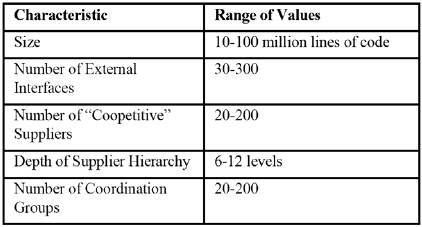 Characteristic Range of Values
Size 10-100 million lines of code
Number of External 30-300
Interfaces
Number of “Coopetitive” 20-200
Suppliers
Depth of Supplier Hierarchy 6-12 levels
Number of Coordination 20-200
Groups